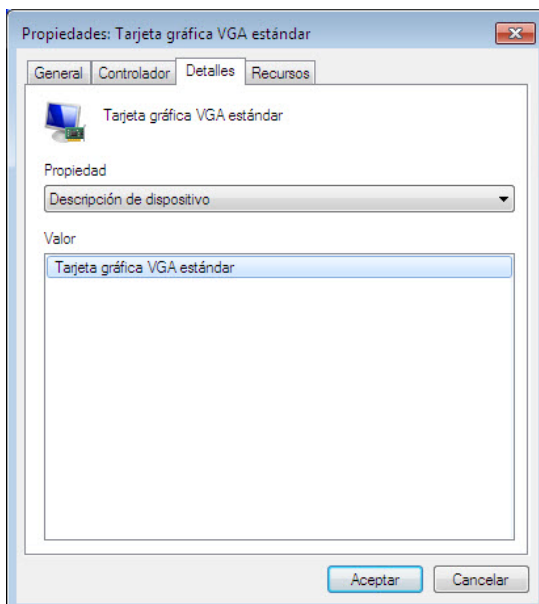 Propiedades: Tarjeta gráfica VGA estándar
General Controlador Detalles Recursos
Tarjeta gráfica VGA estándar
Propiedad
Descripción de dispositivo
Valor
Tarjeta gráfica VGA estándar
Aceptar Cancelar